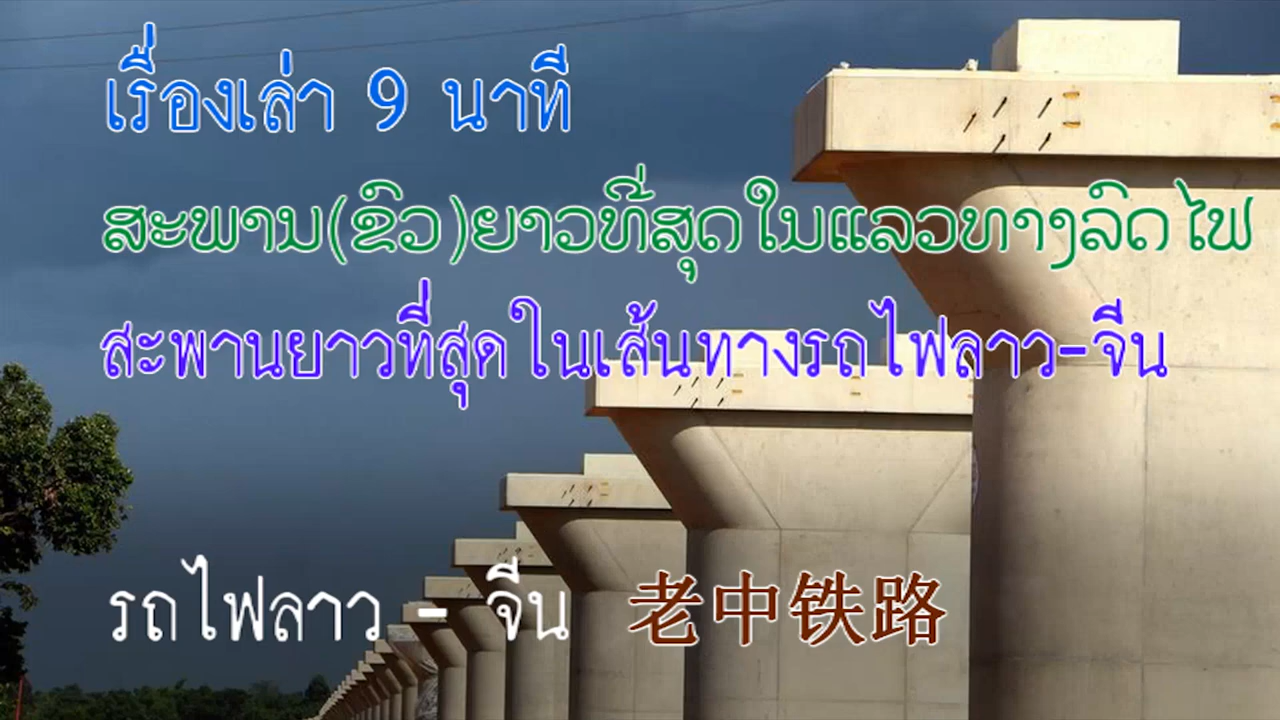 เรื่องเล่า 9 นาที
ສະພານ(ຂົວ)ຍາວທີ່ສຸດໃນແລວທາງລົດໄຟ
สะพานยาวที่สุดในเส้นทางรถไฟลาว-จีน
รถไฟลาว - จีน 老中铁路